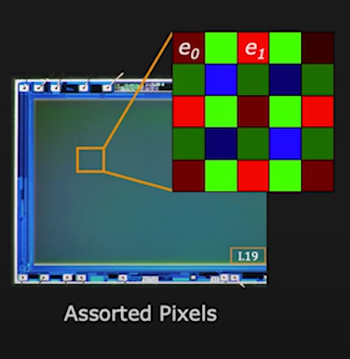 e₀ e₁
I.19
Assorted Pixels